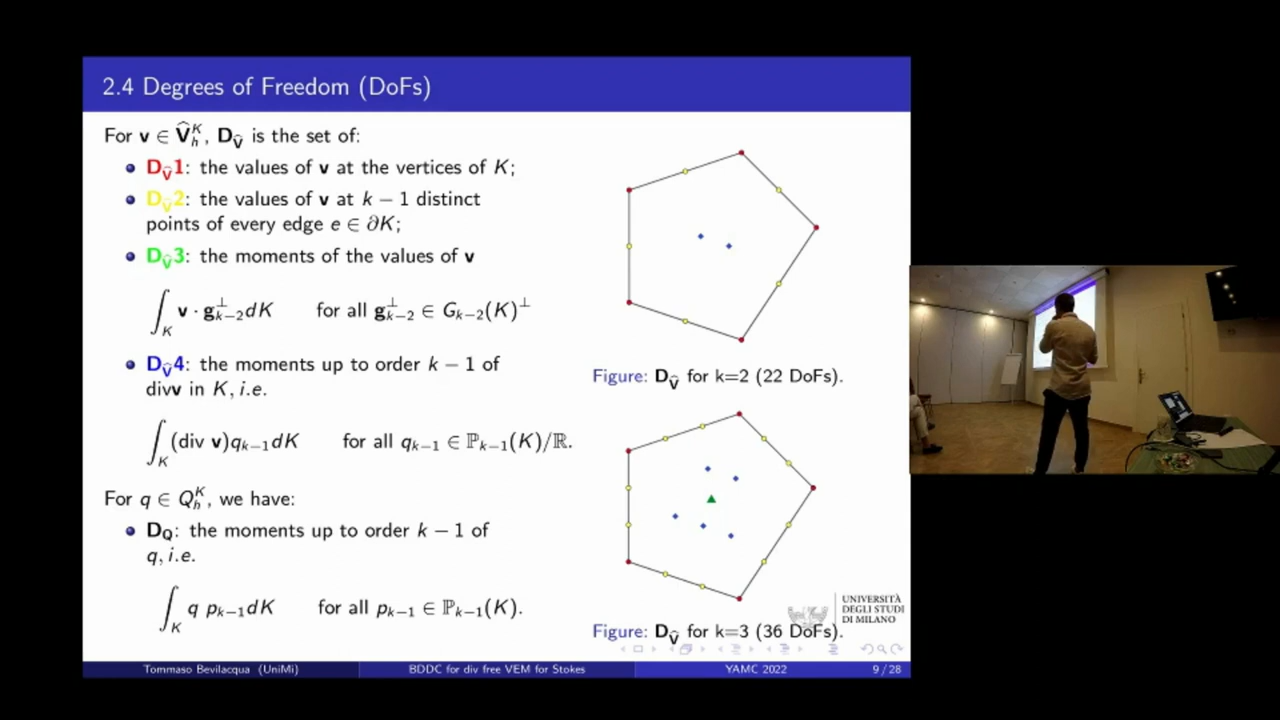 2.4 Degrees of Freedom (DoFs)
For v ∈ V̂ₕᴷ, D_V̂ is the set of:
D_V̂1: the values of v at the vertices of K;
D_V̂2: the values of v at k − 1 distinct
points of every edge e ∈ ∂K;
D_V̂3: the moments of the values of v
∫_K v · g^⊥_{k−2} dK for all g^⊥_{k−2} ∈ G_{k−2}(K)^⊥
D_V̂4: the moments up to order k − 1 of
divv in K, i.e.
∫_K (div v)q_{k−1}dK for all q_{k−1} ∈ ℙ_{k−1}(K)/ℝ.
For q ∈ Qₕᴷ, we have:
D_Q: the moments up to order k − 1 of
q, i.e.
∫_K q p_{k−1}dK for all p_{k−1} ∈ ℙ_{k−1}(K).
Figure: D_V̂ for k=2 (22 DoFs).
UNIVERSITÀ
DEGLI STUDI
DI MILANO
Figure: D_V̂ for k=3 (36 DoFs).
Tommaso Bevilacqua (UniMi) BDDC for div free VEM for Stokes YAMC 2022 9 / 28